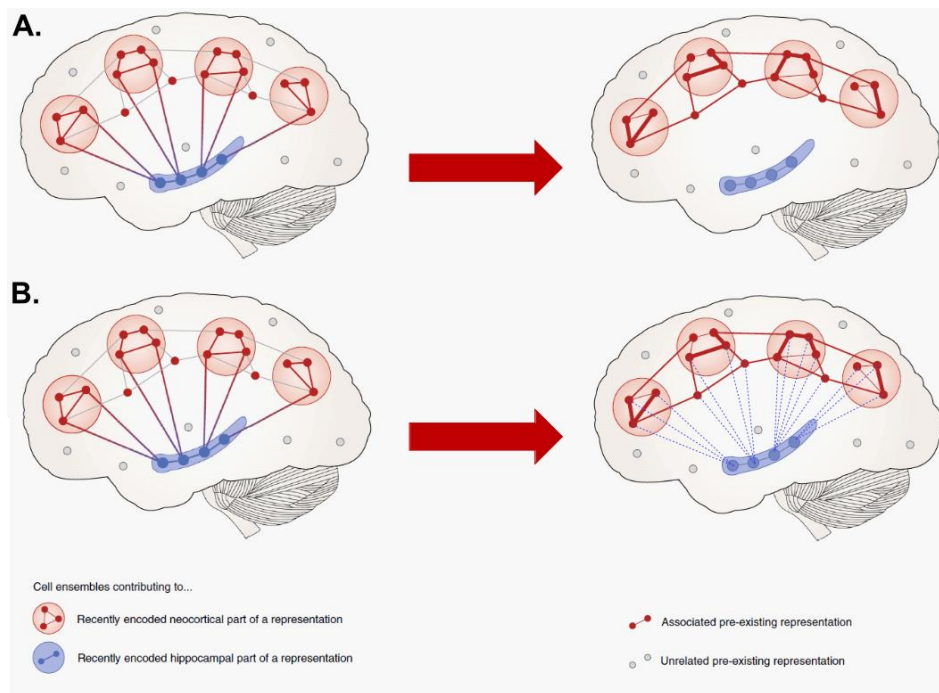 A.
B.
Cell ensembles contributing to...
Recently encoded neocortical part of a representation
Recently encoded hippocampal part of a representation
Associated pre-existing representation
Unrelated pre-existing representation